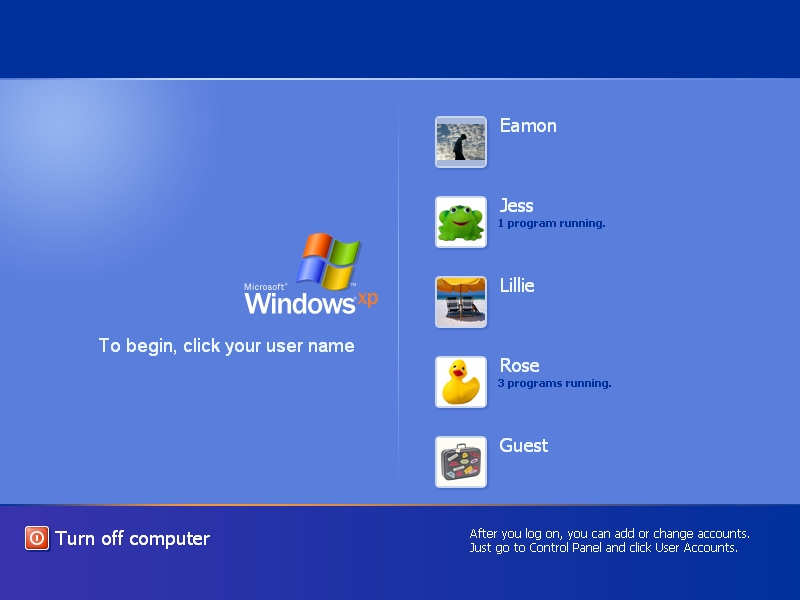 Eamon
Jess
1 program running.
Lillie
Microsoft®
Windows xp™
To begin, click your user name
Rose
3 programs running.
Guest
Turn off computer
After you log on, you can add or change accounts.
Just go to Control Panel and click User Accounts.